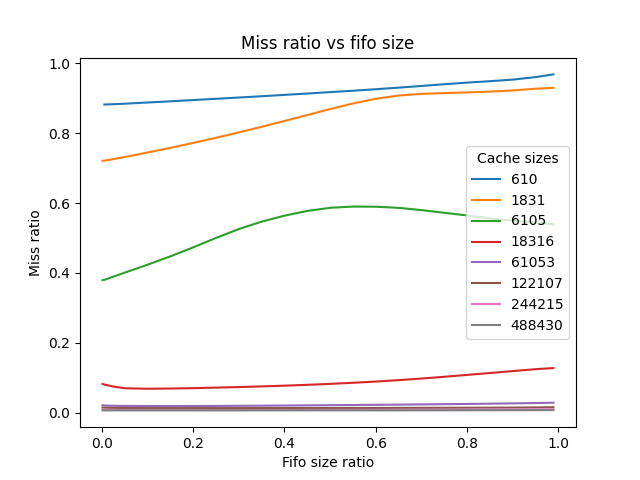 Miss ratio vs fifo size
1.0
0.8
0.6
0.4
0.2
0.0
Miss ratio
Cache sizes
610
1831
6105
18316
61053
122107
244215
488430
0.0 0.2 0.4 0.6 0.8 1.0
Fifo size ratio